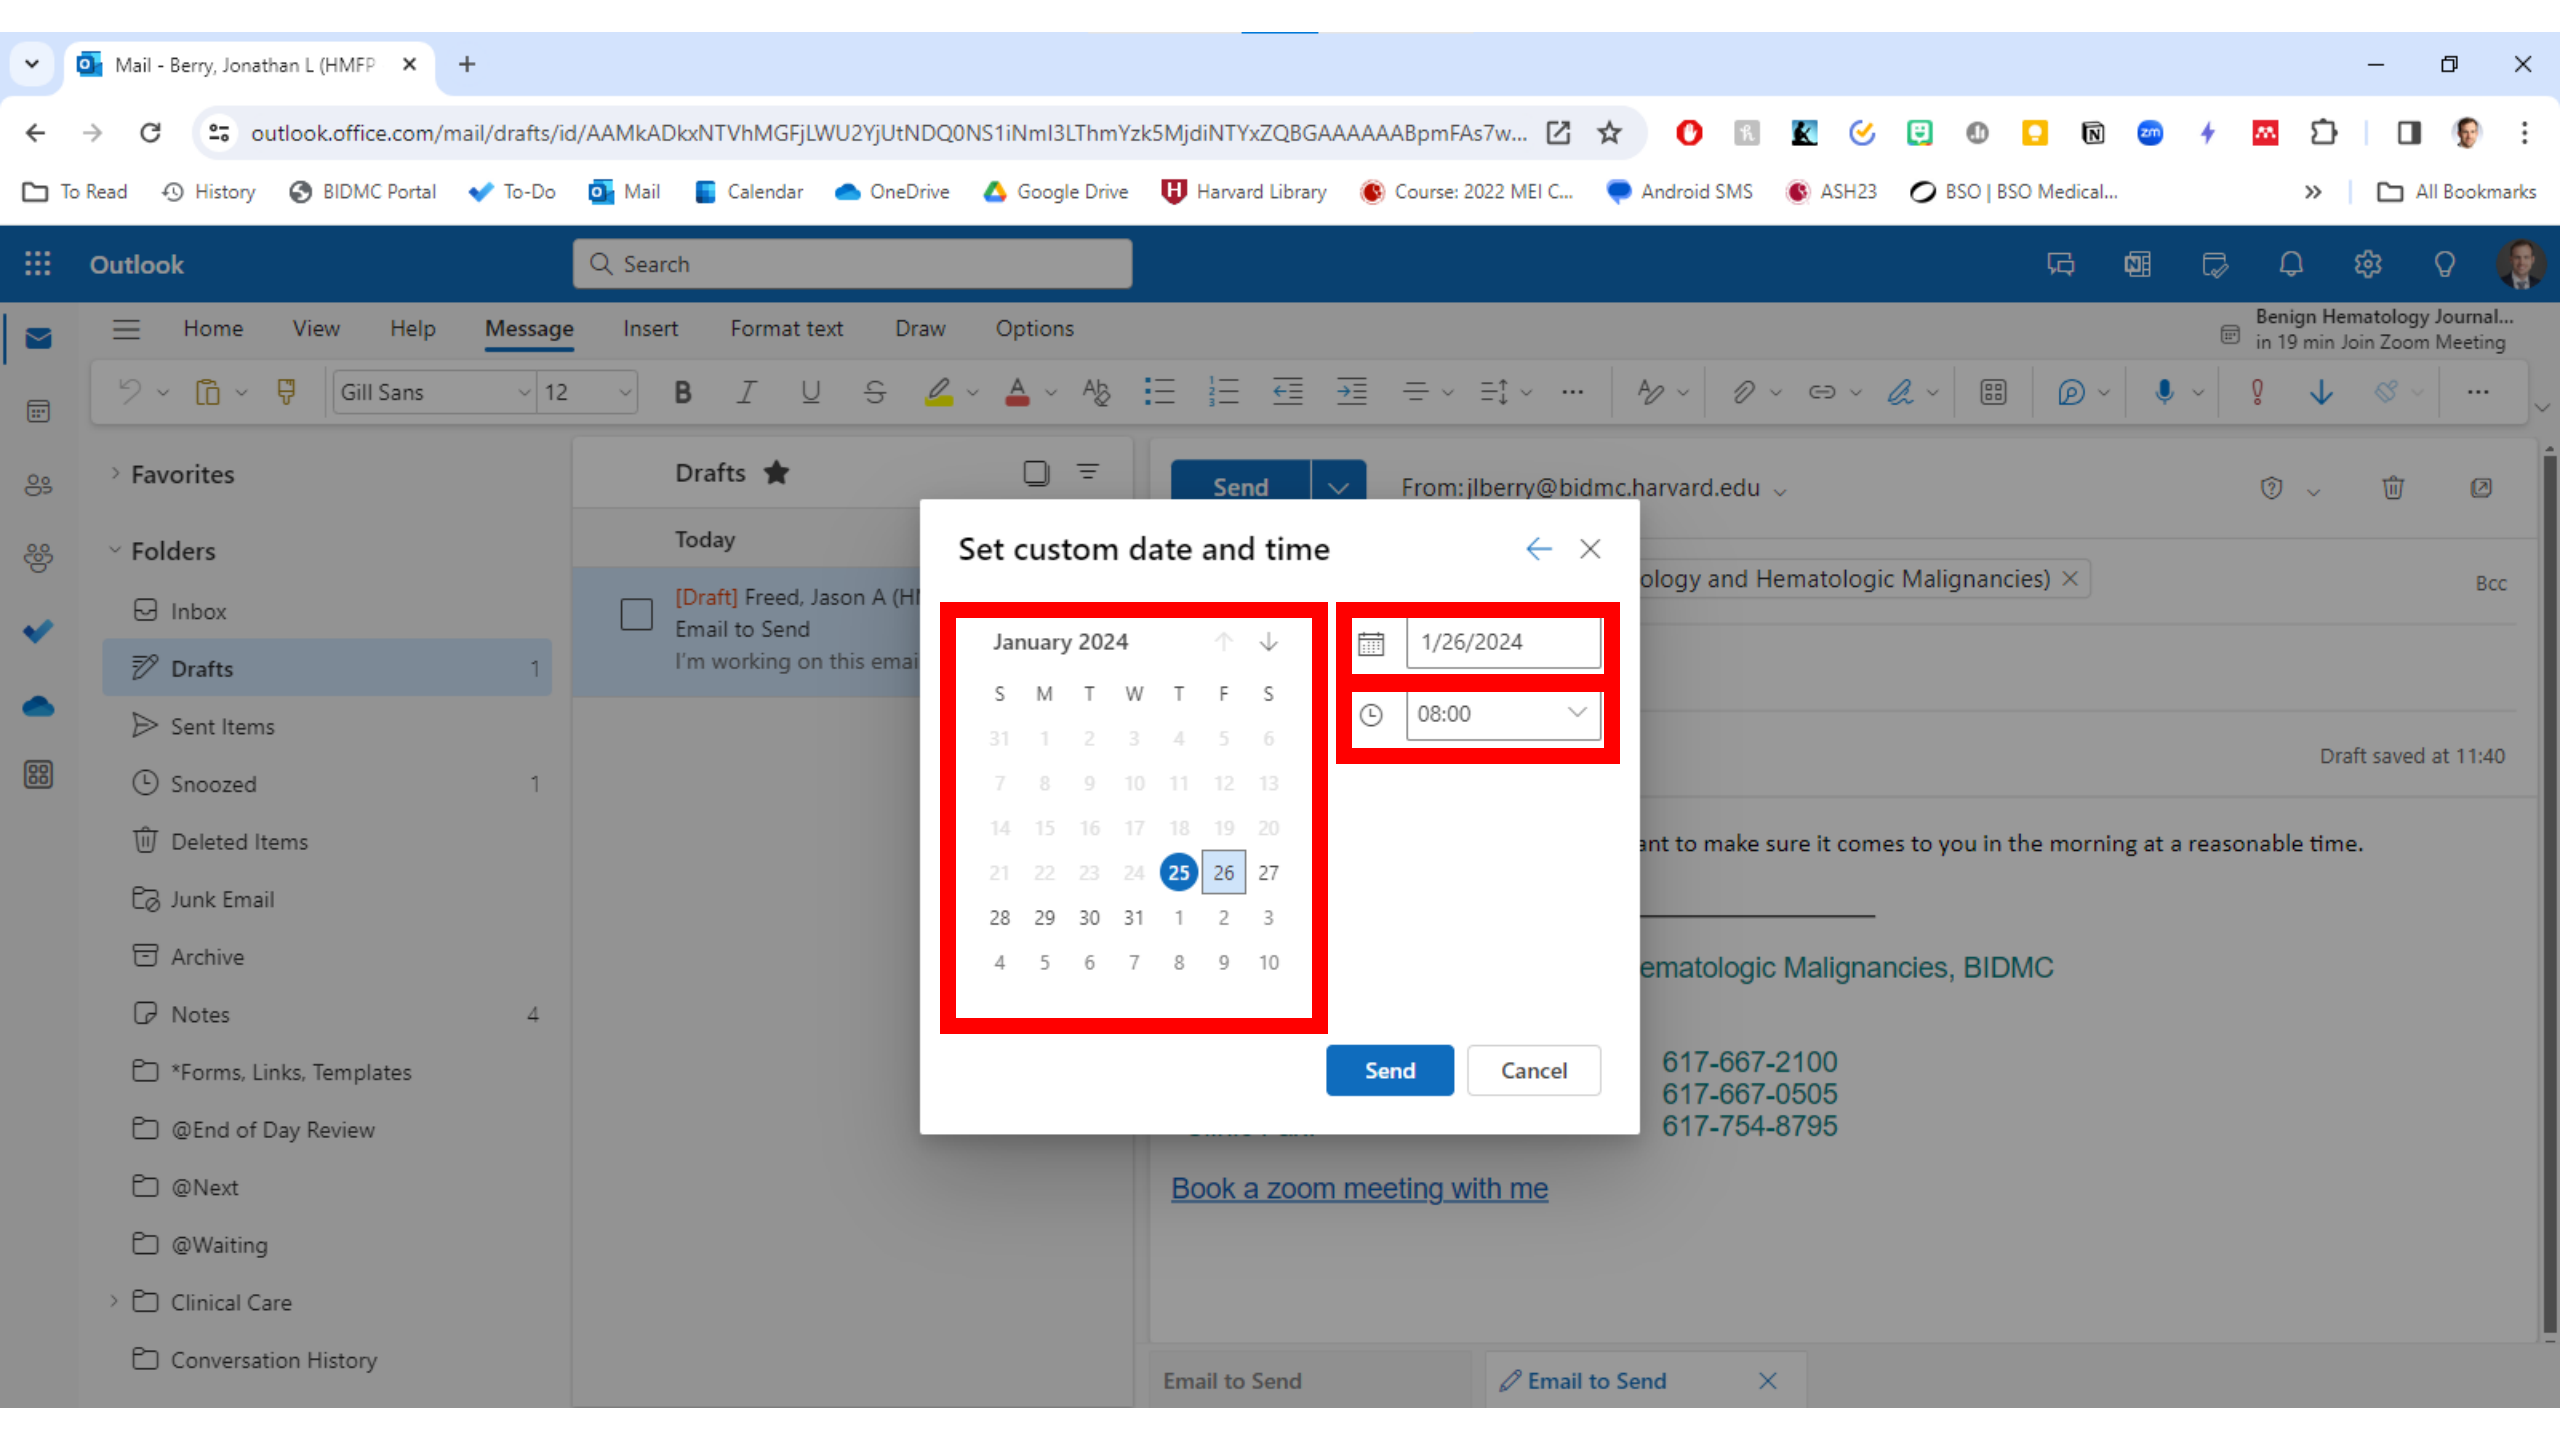 Mail - Berry, Jonathan L (HMFP
outlook.office.com/mail/drafts/id/AAMkADkxNTVhMGFjLWU2YjUtNDQ0NS1iNmI3LThmYzk5MjdiNTYxZQBGAAAAAABpmFAs7w...
To Read History BIDMC Portal To-Do Mail Calendar OneDrive Google Drive Harvard Library Course: 2022 MEI C... Android SMS ASH23 BSO | BSO Medical... » All Bookmarks
Outlook
Search
Home View Help Message Insert Format text Draw Options
Benign Hematology Journal...
in 19 min Join Zoom Meeting
Gill Sans 12
Favorites
Folders
Inbox
Drafts 1
Sent Items
Snoozed 1
Deleted Items
Junk Email
Archive
Notes 4
*Forms, Links, Templates
@End of Day Review
@Next
@Waiting
Clinical Care
Conversation History
Drafts
Today
[Draft] Freed, Jason A (H
Email to Send
I'm working on this emai
Send From: jlberry@bidmc.harvard.edu
ology and Hematologic Malignancies)
Bcc
Draft saved at 11:40
ant to make sure it comes to you in the morning at a reasonable time.
ematologic Malignancies, BIDMC
617-667-2100
617-667-0505
617-754-8795
Book a zoom meeting with me
Set custom date and time
January 2024
S M T W T F S
31 1 2 3 4 5 6
7 8 9 10 11 12 13
14 15 16 17 18 19 20
21 22 23 24 25 26 27
28 29 30 31 1 2 3
4 5 6 7 8 9 10
1/26/2024
08:00
Send Cancel
Email to Send
Email to Send